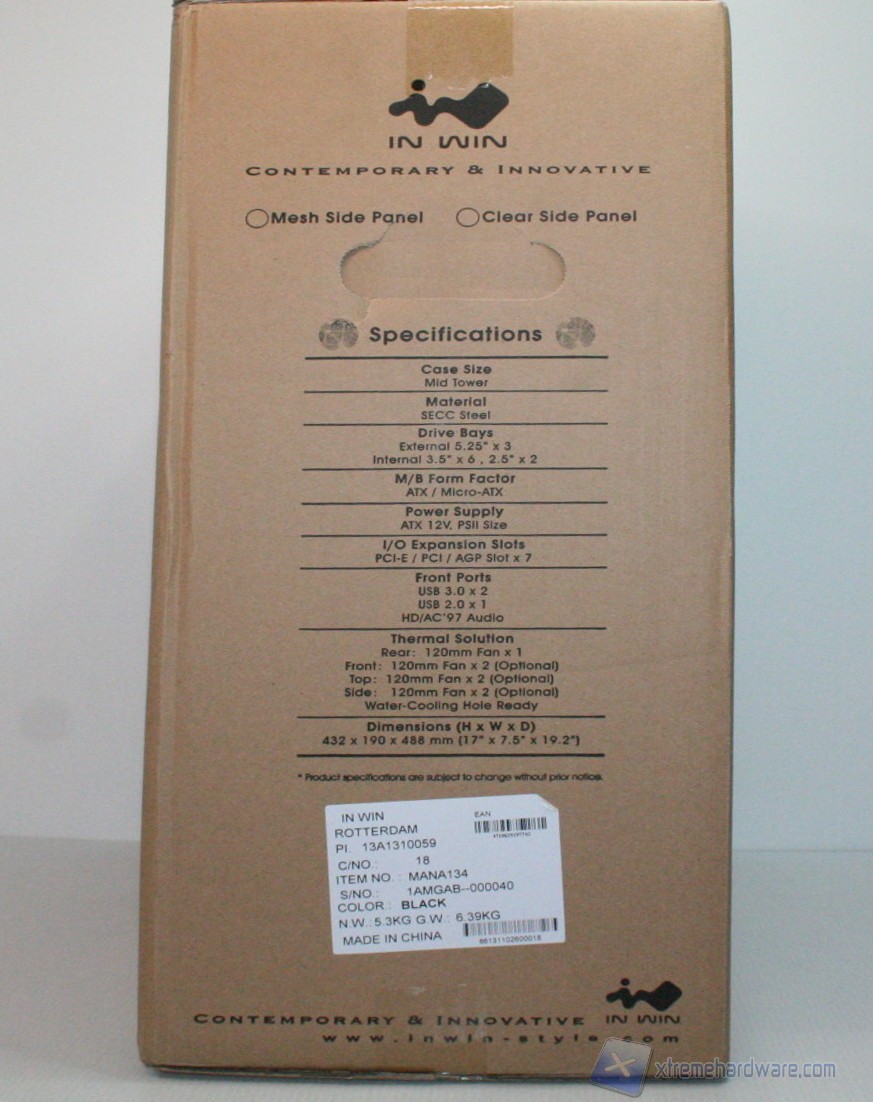 IN WIN
CONTEMPORARY & INNOVATIVE
Mesh Side Panel Clear Side Panel
Specifications
Case Size
Mid Tower
Material
SECC Steel
Drive Bays
External 5.25" x 3
Internal 3.5" x 6 , 2.5" x 2
M/B Form Factor
ATX / Micro-ATX
Power Supply
ATX 12V, PSII Size
I/O Expansion Slots
PCI-E / PCI / AGP Slot x 7
Front Ports
USB 3.0 x 2
USB 2.0 x 1
HD/AC'97 Audio
Thermal Solution
Rear: 120mm Fan x 1
Front: 120mm Fan x 2 (Optional)
Top: 120mm Fan x 2 (Optional)
Side: 120mm Fan x 2 (Optional)
Water-Cooling Hole Ready
Dimensions (H x W x D)
432 x 190 x 488 mm (17" x 7.5" x 19.2")
* Product specifications are subject to change without prior notice.
IN WIN EAN
ROTTERDAM
PI. 13A1310059
C/NO.: 18
ITEM NO. : MANA134
S/NO.: 1AMGAB--000040
COLOR.: BLACK
N.W.:5.3KG G.W.: 6.39KG
MADE IN CHINA 66131102600018
CONTEMPORARY & INNOVATIVE IN WIN
www.inwin-style.com
xtremehardware.com